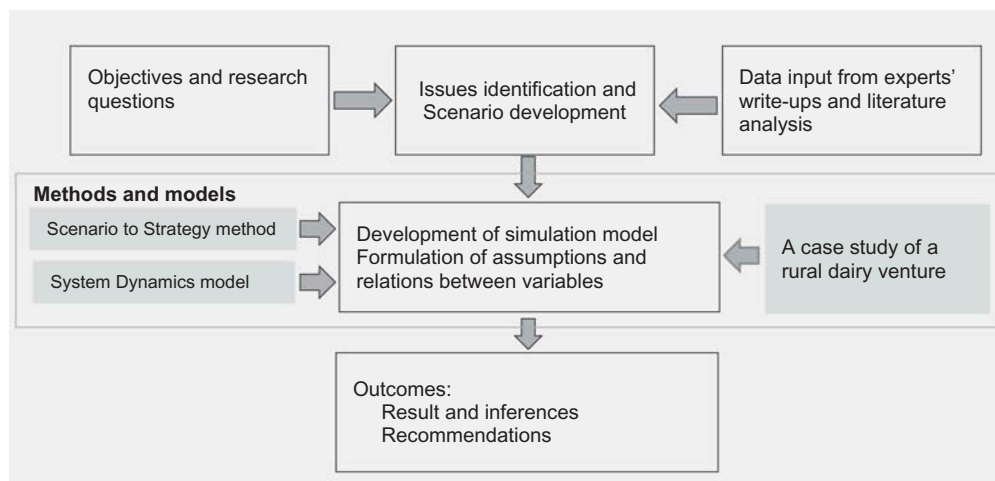 Objectives and research
questions
Issues identification and
Scenario development
Data input from experts'
write-ups and literature
analysis
Methods and models
Scenario to Strategy method
System Dynamics model
Development of simulation model
Formulation of assumptions and
relations between variables
A case study of a
rural dairy venture
Outcomes:
Result and inferences
Recommendations